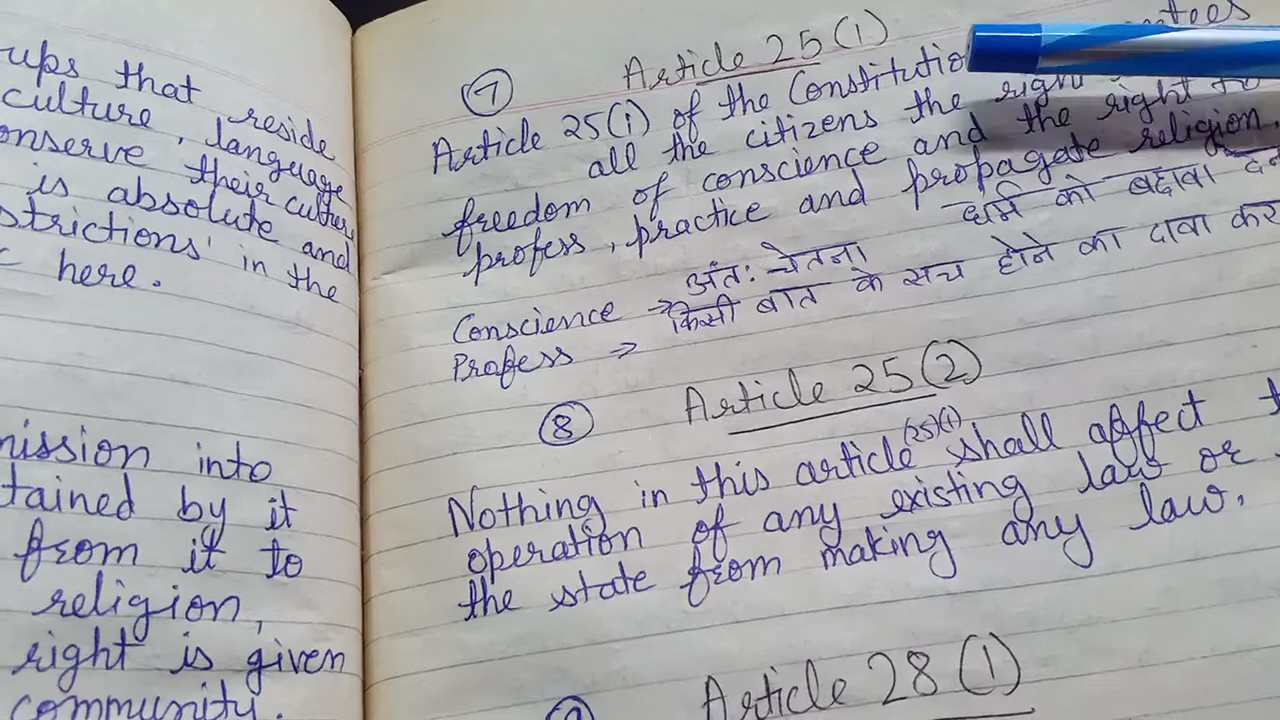 ups that reside
culture, language
onserve their culture
is absolute and
strictions in the
here.
mission into
tained by it
from it to
religion,
right is given
community.
7 Article 25(1)
Article 25(1) of the Constitutio
all the citizens the right
freedom of conscience and the right to
profess, practice and propagate religion.
धर्म को बढ़ावा
Conscience → अंतः चेतना
Profess → किसी बात के सच होने का दावा कर
8 Article 25(2)
Nothing in this article (25)(1) shall affect t
operation of any existing law or
the state from making any law.
Article 28(1)